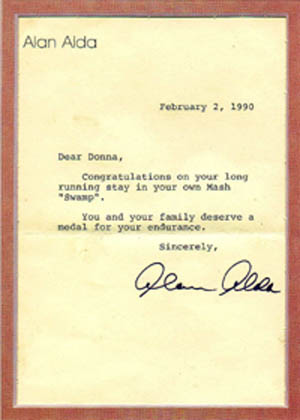 Alan Alda
February 2, 1990
Dear Donna,
Congratulations on your long
running stay in your own Mash
"Swamp".
You and your family deserve a
medal for your endurance.
Sincerely,
Alan Alda